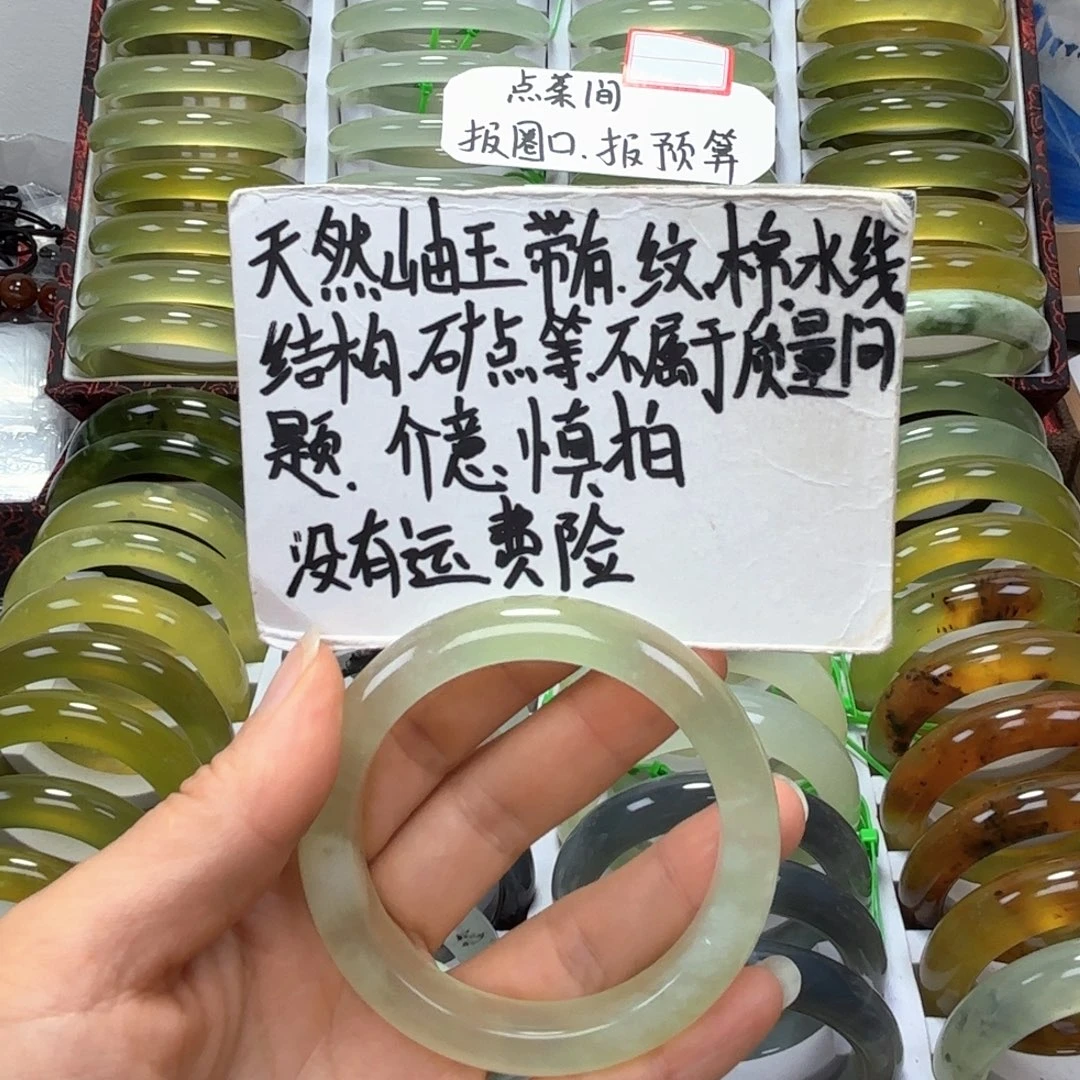 点菜间
报圈口.报预算
天然岫玉带有.纹.棉.水线
结构.矿点等.不属于质量问
题.介意.慎拍
没有运费险